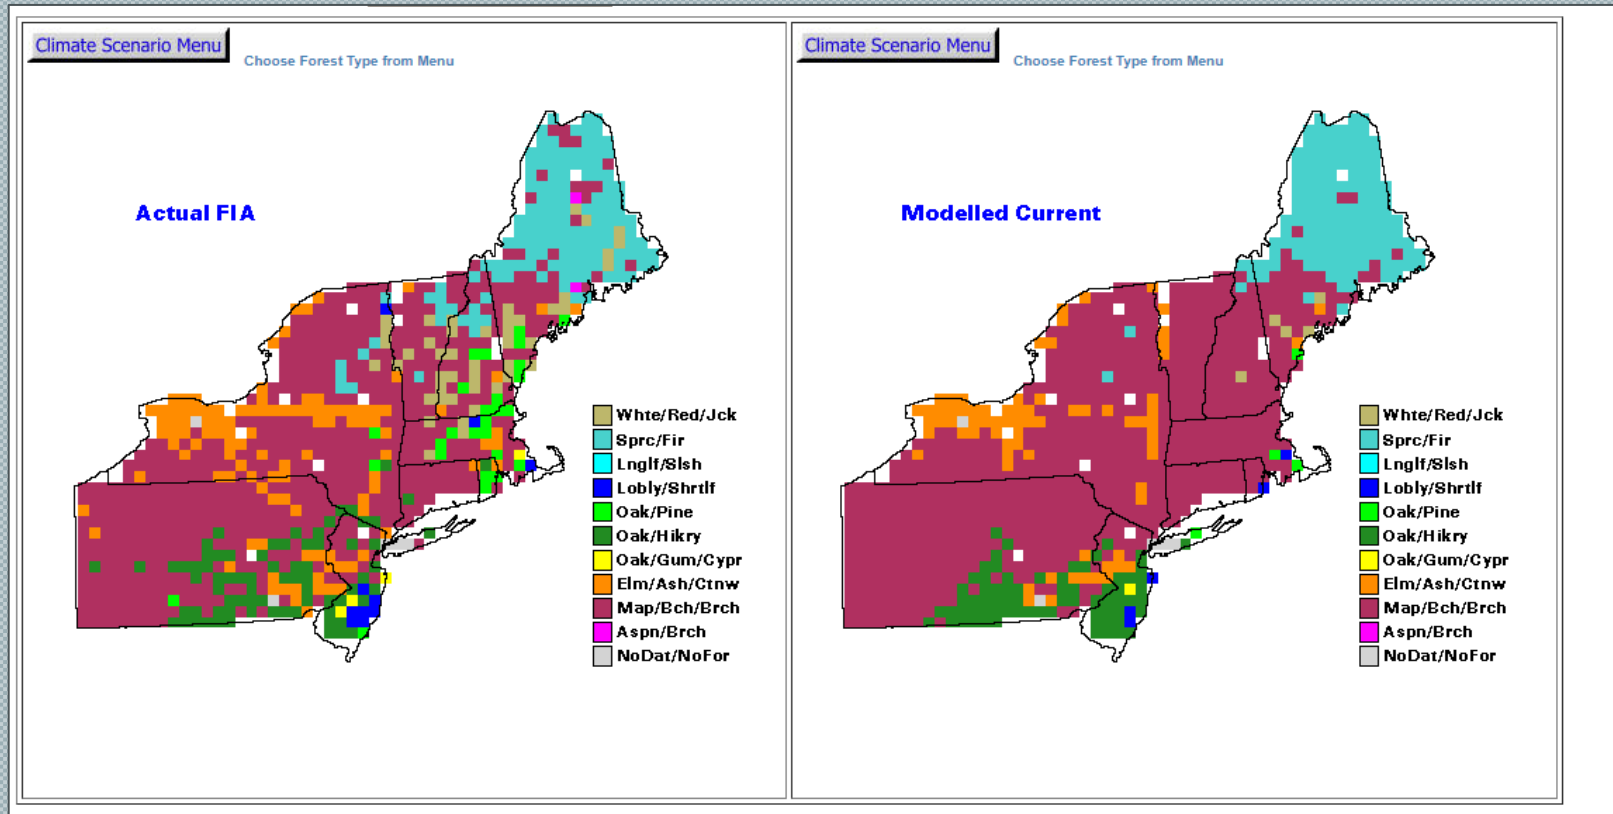 Climate Scenario Menu
Choose Forest Type from Menu
Actual FIA
Whte/Red/Jck
Sprc/Fir
Lnglf/Slsh
Lobly/Shrtlf
Oak/Pine
Oak/Hikry
Oak/Gum/Cypr
Elm/Ash/Ctnw
Map/Bch/Brch
Aspn/Brch
NoDat/NoFor
Climate Scenario Menu
Choose Forest Type from Menu
Modelled Current
Whte/Red/Jck
Sprc/Fir
Lnglf/Slsh
Lobly/Shrtlf
Oak/Pine
Oak/Hikry
Oak/Gum/Cypr
Elm/Ash/Ctnw
Map/Bch/Brch
Aspn/Brch
NoDat/NoFor